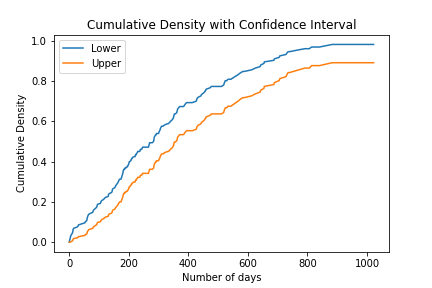 Cumulative Density with Confidence Interval
Lower
Upper
Cumulative Density
1.0
0.8
0.6
0.4
0.2
0.0
0 200 400 600 800 1000
Number of days